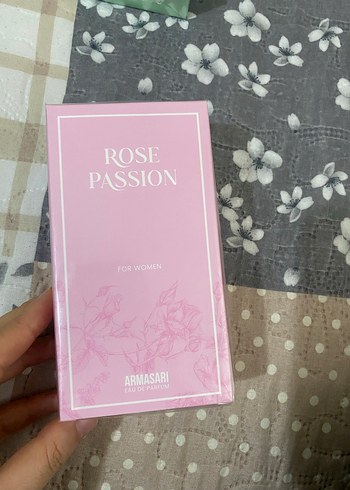 ROSE
PASSION
FOR WOMEN
ARMASARI
EAU DE PARFUM